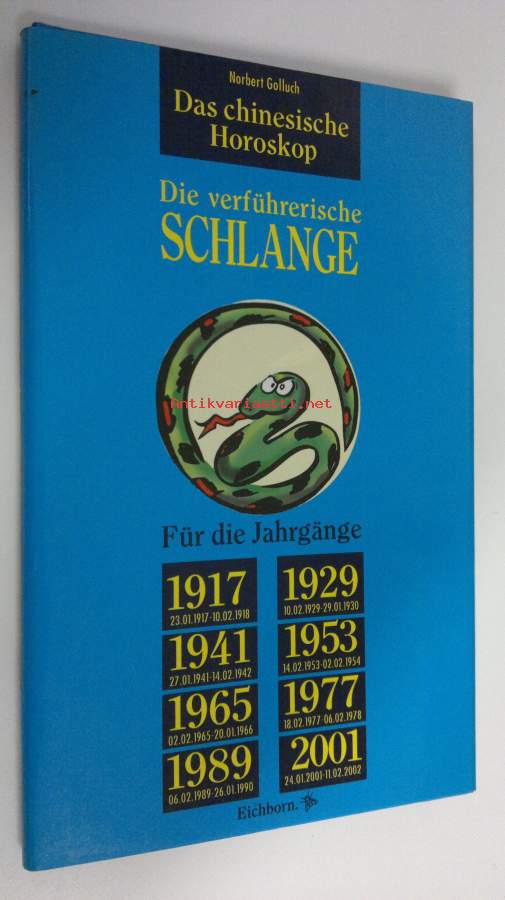 Norbert Golluch
Das chinesische
Horoskop
Die verführerische
SCHLANGE
antikvariaatti.net
Für die Jahrgänge
1917
23.01.1917-10.02.1918
1929
10.02.1929-29.01.1930
1941
27.01.1941-14.02.1942
1953
14.02.1953-02.02.1954
1965
02.02.1965-20.01.1966
1977
18.02.1977-06.02.1978
1989
06.02.1989-26.01.1990
2001
24.01.2001-11.02.2002
Eichborn.